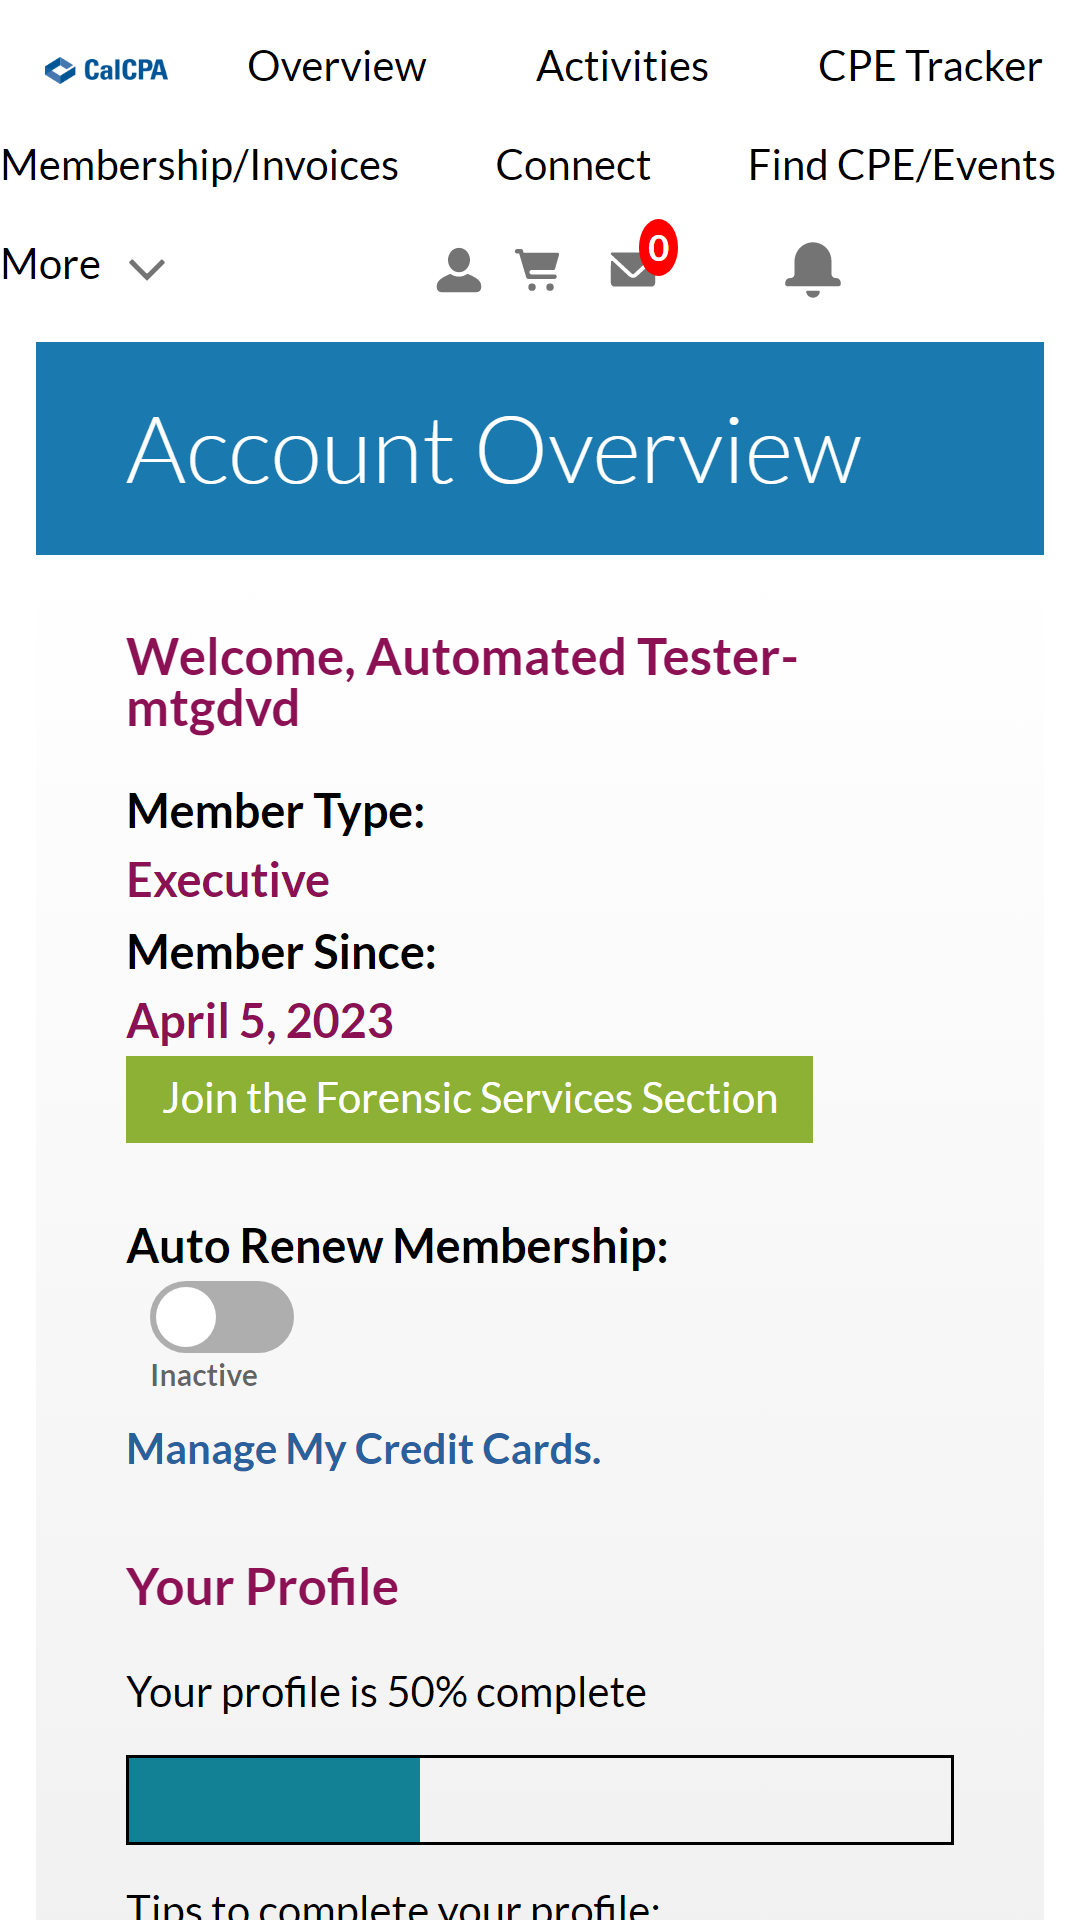 CalCPA Overview Activities CPE Tracker
Membership/Invoices Connect Find CPE/Events
More 0
Account Overview
Welcome, Automated Tester-
mtgdvd
Member Type:
Executive
Member Since:
April 5, 2023
Join the Forensic Services Section
Auto Renew Membership:
Inactive
Manage My Credit Cards.
Your Profile
Your profile is 50% complete
Tips to complete your profile: